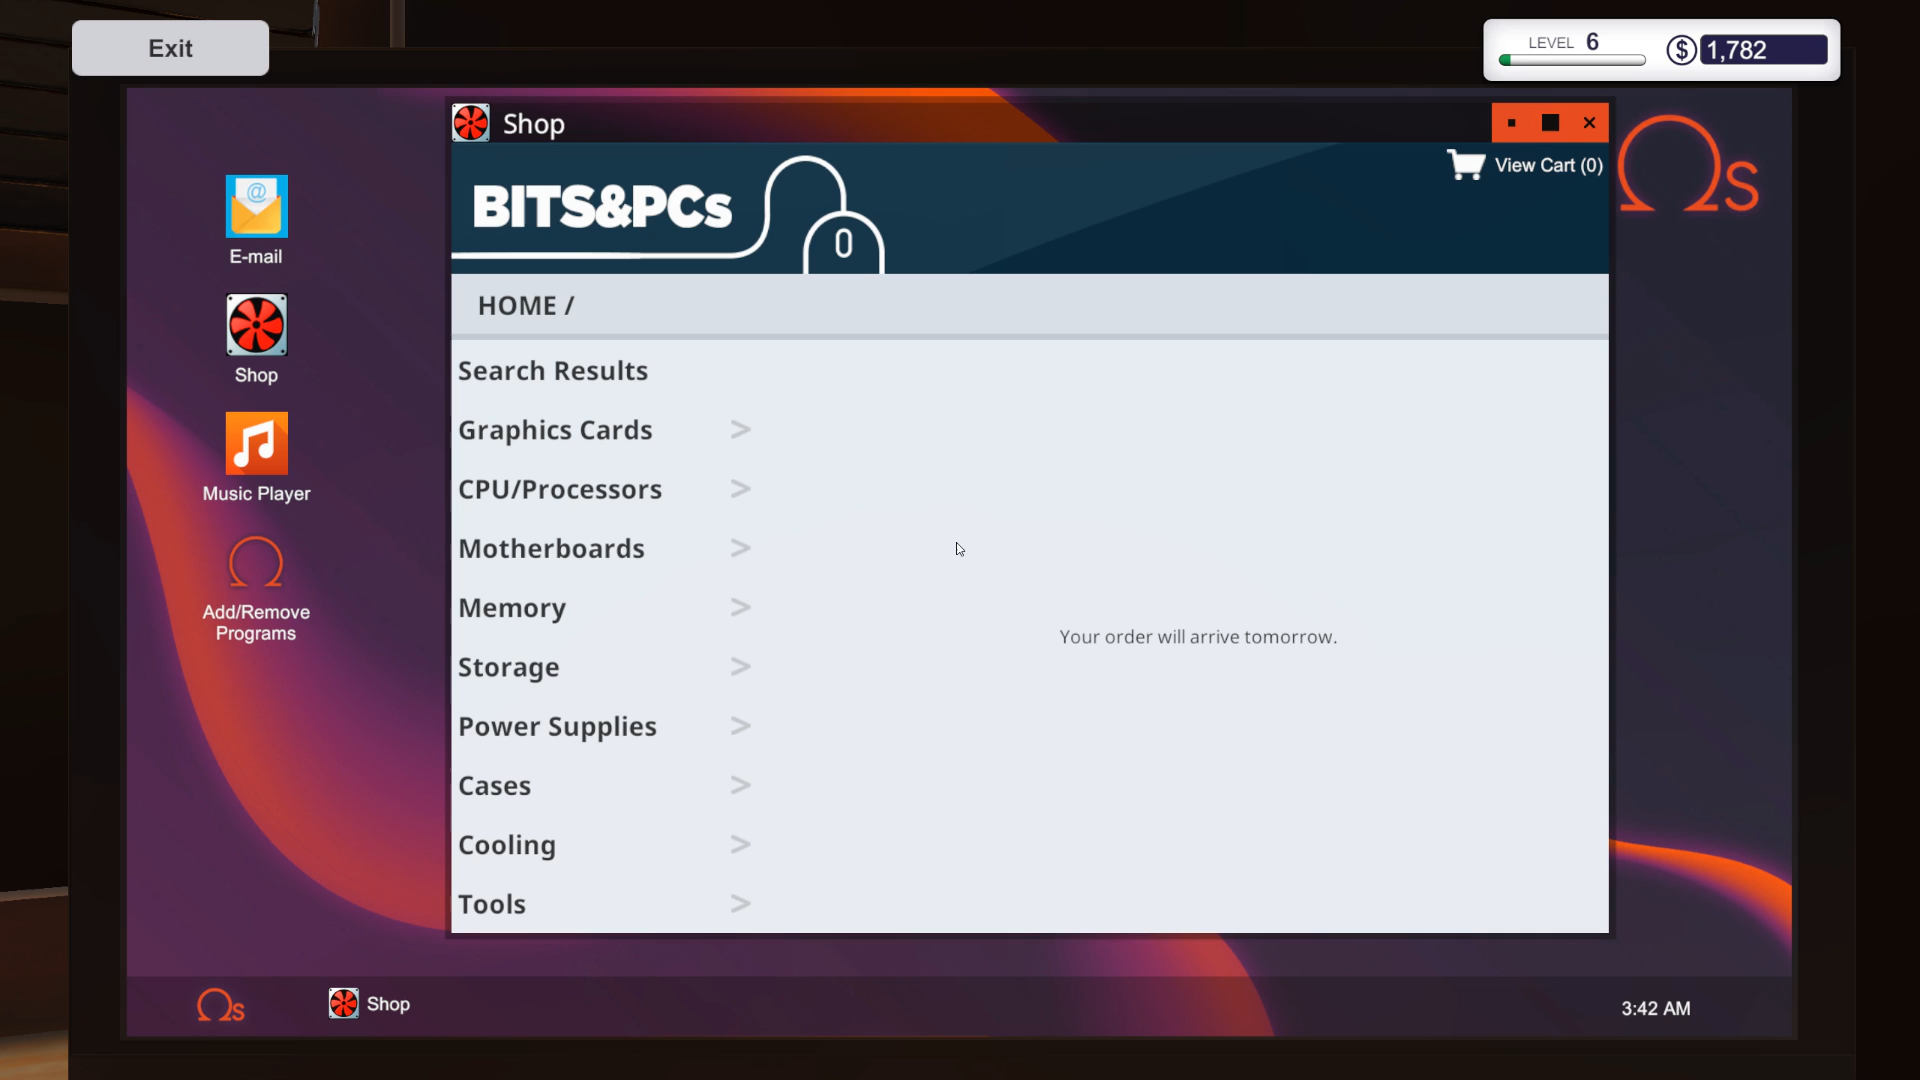 Exit
LEVEL 6
$ 1,782
Shop
BITS&PCs
View Cart (0)
Ωs
HOME /
E-mail
Shop
Music Player
Add/Remove
Programs
Search Results
Graphics Cards >
CPU/Processors >
Motherboards >
Memory >
Storage >
Power Supplies >
Cases >
Cooling >
Tools >
Your order will arrive tomorrow.
Ωs
Shop
3:42 AM